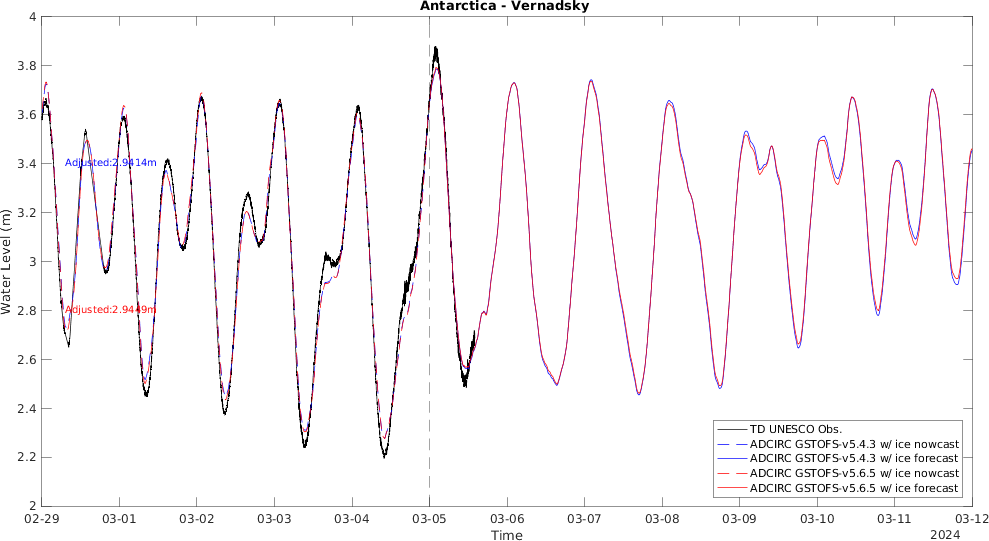 Antarctica - Vernadsky
4
3.8
3.6
3.4
3.2
3
2.8
2.6
2.4
2.2
2
Water Level (m)
Adjusted:2.9414m
Adjusted:2.9449m
TD UNESCO Obs.
ADCIRC GSTOFS-v5.4.3 w/ ice nowcast
ADCIRC GSTOFS-v5.4.3 w/ ice forecast
ADCIRC GSTOFS-v5.6.5 w/ ice nowcast
ADCIRC GSTOFS-v5.6.5 w/ ice forecast
02-29 03-01 03-02 03-03 03-04 03-05 03-06 03-07 03-08 03-09 03-10 03-11 03-12
Time
2024